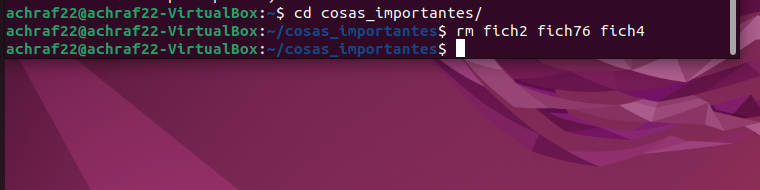 achraf22@achraf22-VirtualBox:~$ cd cosas_importantes/
achraf22@achraf22-VirtualBox:~/cosas_importantes$ rm fich2 fich76 fich4
achraf22@achraf22-VirtualBox:~/cosas_importantes$